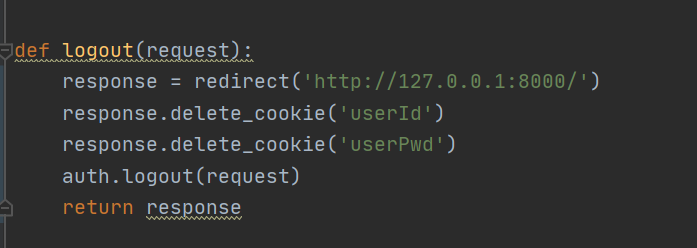 def logout(request):
    response = redirect('http://127.0.0.1:8000/')
    response.delete_cookie('userId')
    response.delete_cookie('userPwd')
    auth.logout(request)
    return response